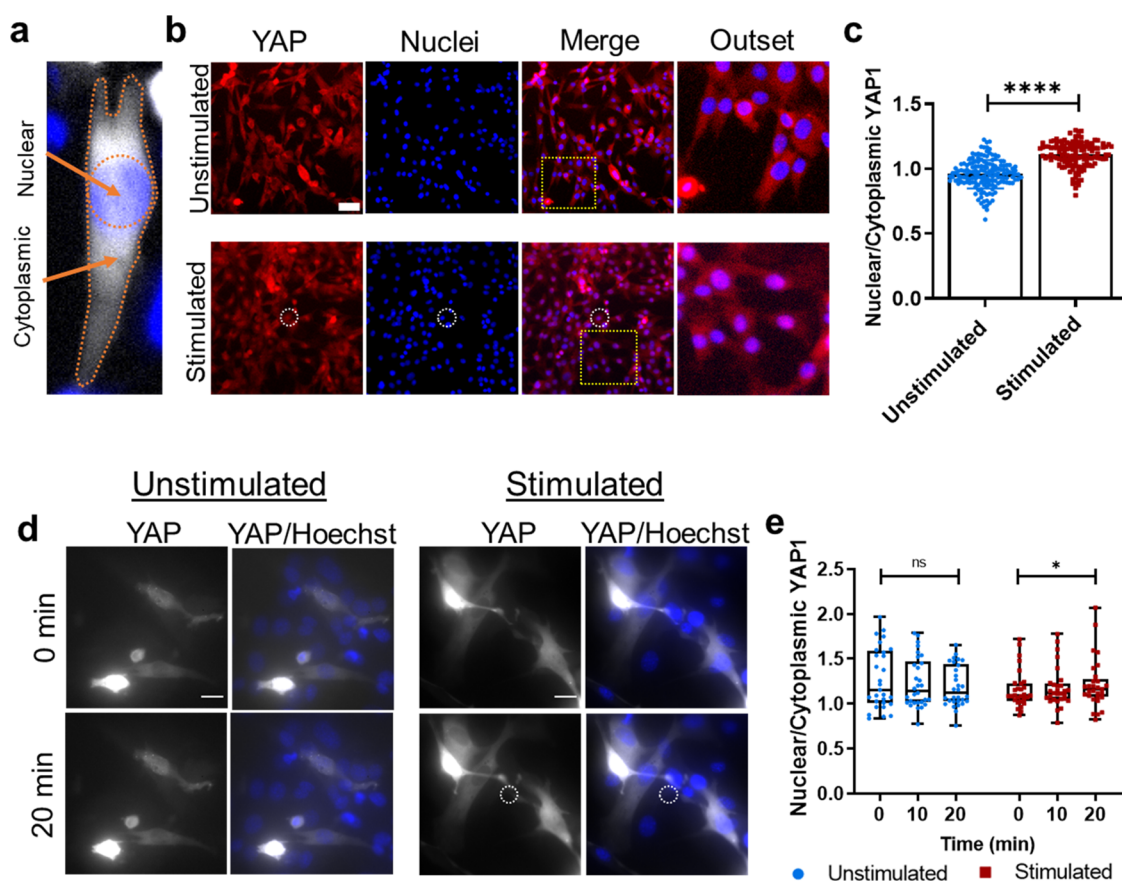 a
Nuclear
Cytoplasmic
b
YAP
Nuclei
Merge
Outset
Unstimulated
Stimulated
c
****
Nuclear/Cytoplasmic YAP1
1.5
1.0
0.5
0.0
Unstimulated
Stimulated
Unstimulated
Stimulated
d
YAP
YAP/Hoechst
YAP
YAP/Hoechst
0 min
20 min
e
ns
*
Nuclear/Cytoplasmic YAP1
2.5
2.0
1.5
1.0
0.5
0.0
0 10 20 0 10 20
Time (min)
Unstimulated Stimulated